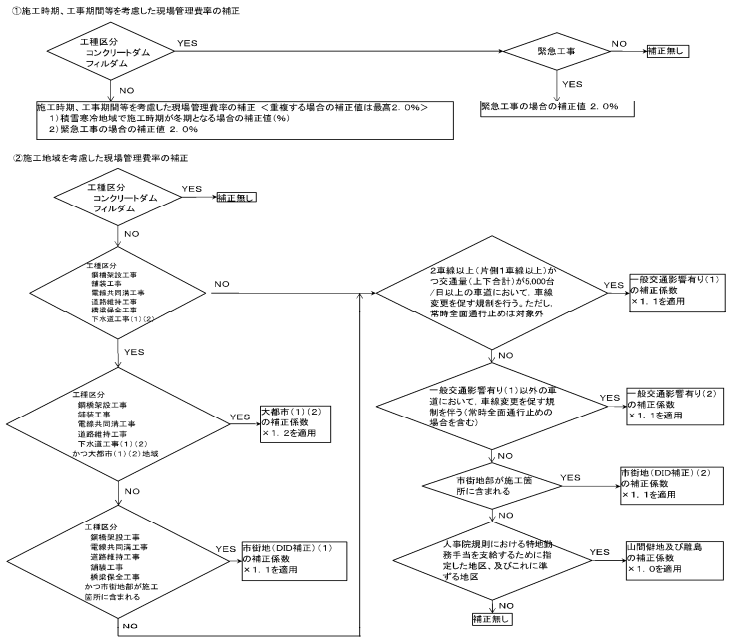 ①施工時期、工事期間等を考慮した現場管理費率の補正
工種区分
コンクリートダム
フィルダム
YES
緊急工事
NO
補正無し
NO
YES
施工時期、工事期間等を考慮した現場管理費率の補正 <重複する場合の補正値は最高2.0%>
1)積雪寒冷地域で施工時期が冬期となる場合の補正値(%)
2)緊急工事の場合の補正値 2.0%
緊急工事の場合の補正値 2.0%
②施工地域を考慮した現場管理費率の補正
工種区分
コンクリートダム
フィルダム
YES
補正無し
NO
工種区分
鋼橋架設工事
舗装工事
電線共同溝工事
道路維持工事
橋梁保全工事
下水道工事(1)(2)
NO
YES
工種区分
鋼橋架設工事
舗装工事
電線共同溝工事
道路維持工事
下水道工事(1)(2)
かつ大都市(1)(2)地域
YES
大都市(1)(2)
の補正係数
×1.2を適用
NO
工種区分
鋼橋架設工事
電線共同溝工事
道路維持工事
舗装工事
橋梁保全工事
かつ市街地部が施工
箇所に含まれる
YES
市街地(DID補正)(1)
の補正係数
×1.1を適用
NO
2車線以上(片側1車線以上)か
つ交通量(上下合計)が5,000台
/日以上の車道において、車線
変更を促す規制を行う。ただし、
常時全面通行止めは対象外
YES
一般交通影響有り(1)
の補正係数
×1.1を適用
NO
一般交通影響有り(1)以外の車
道において、車線変更を促す規
制を伴う(常時全面通行止めの
場合を含む)
YES
一般交通影響有り(2)
の補正係数
×1.1を適用
NO
市街地部が施工箇
所に含まれる
YES
市街地(DID補正)(2)
の補正係数
×1.1を適用
NO
人事院規則における特地勤
務手当を支給するために指
定した地区、及びこれに準
ずる地区
YES
山間僻地及び離島
の補正係数
×1.0を適用
NO
補正無し